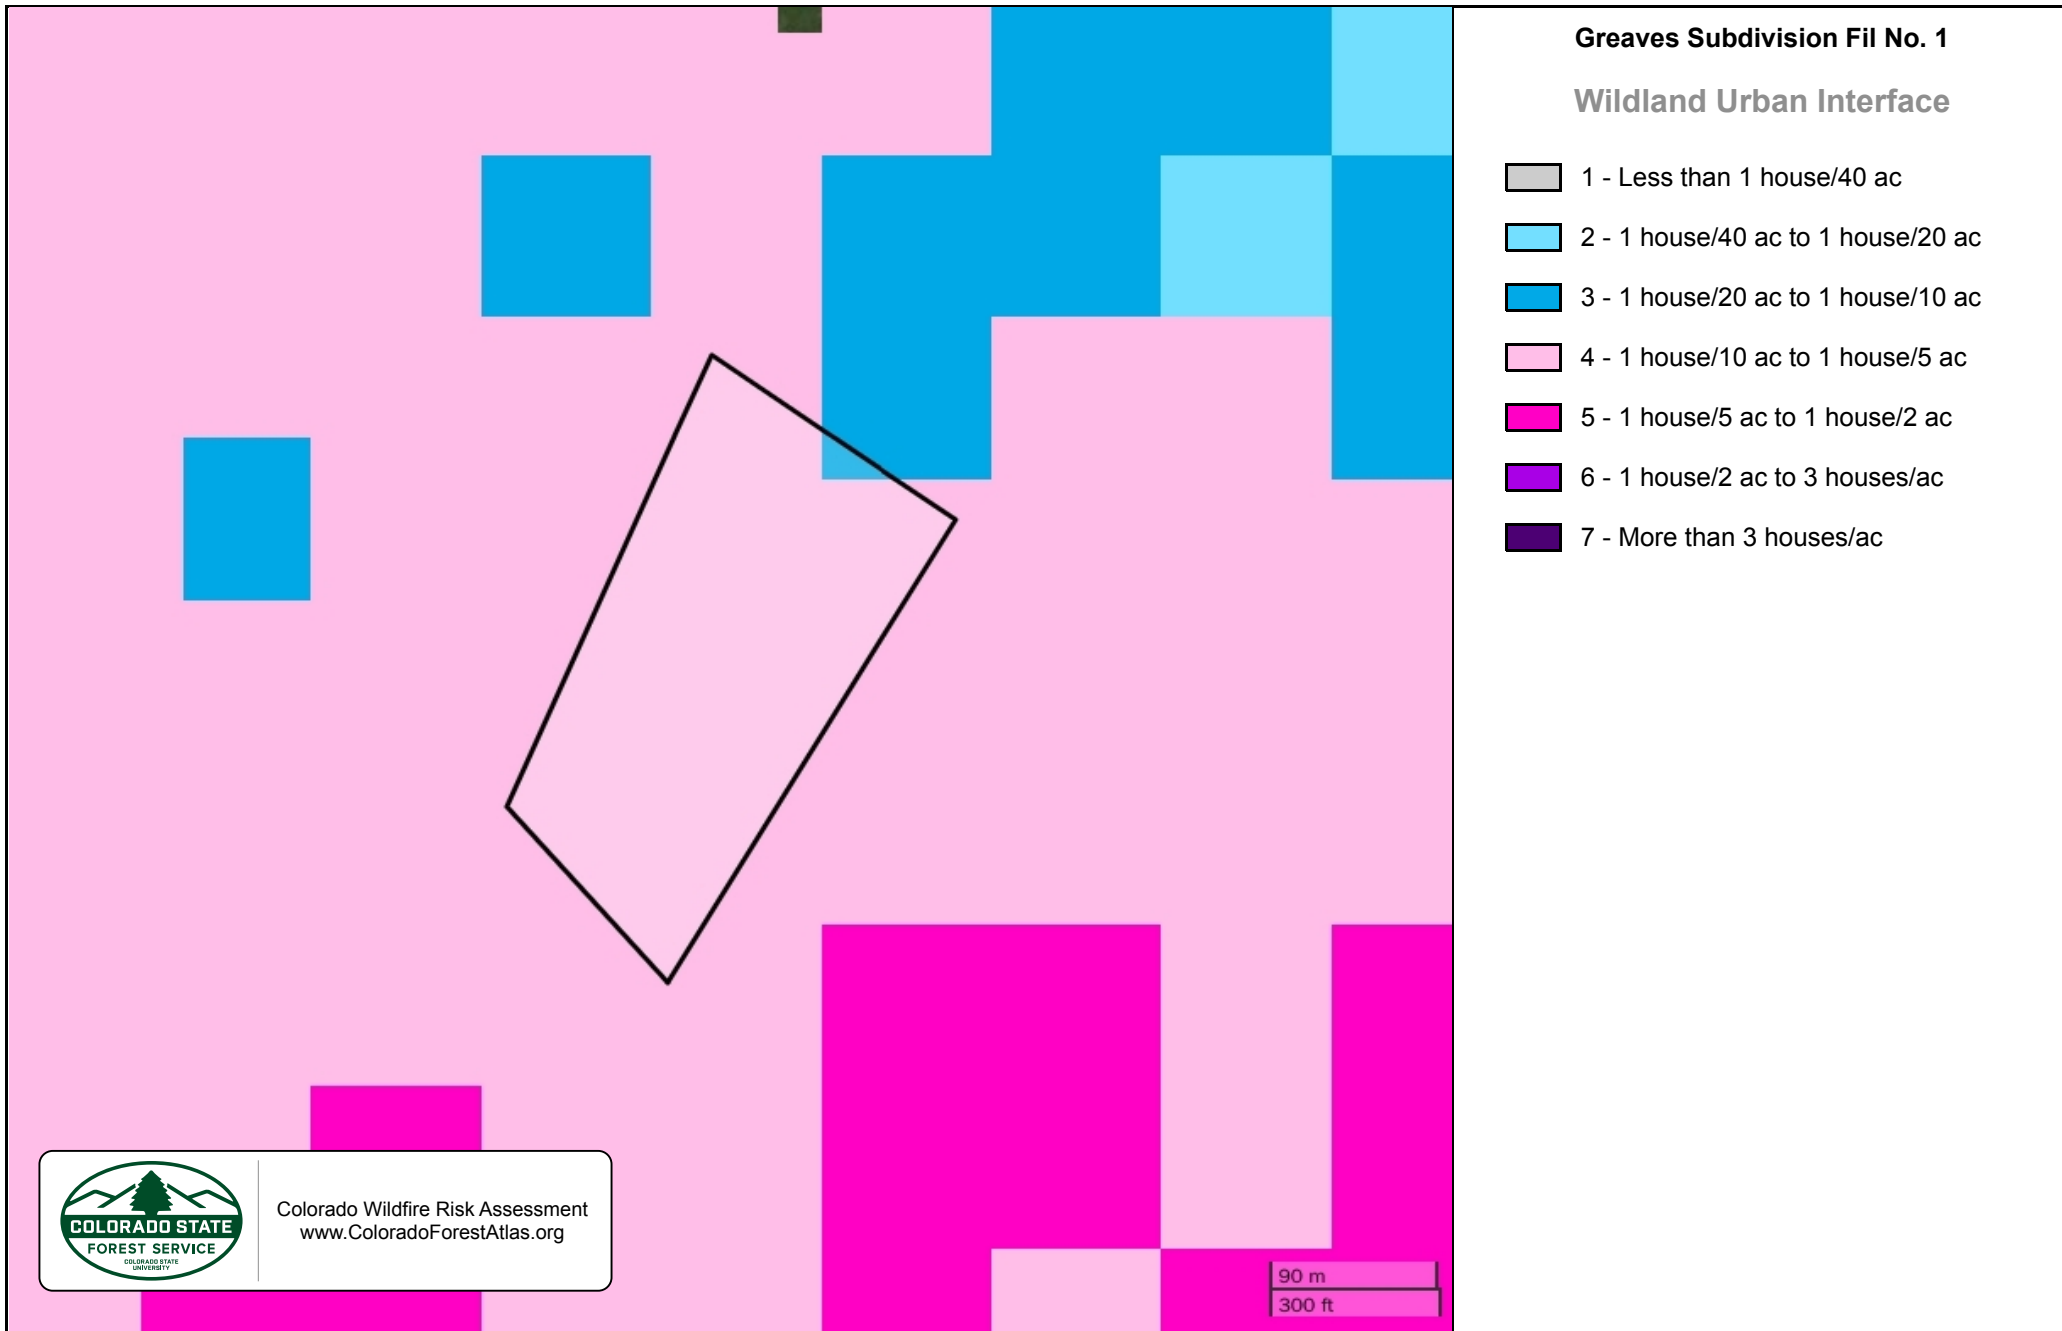 Greaves Subdivision Fil No. 1
Wildland Urban Interface
1 - Less than 1 house/40 ac
2 - 1 house/40 ac to 1 house/20 ac
3 - 1 house/20 ac to 1 house/10 ac
4 - 1 house/10 ac to 1 house/5 ac
5 - 1 house/5 ac to 1 house/2 ac
6 - 1 house/2 ac to 3 houses/ac
7 - More than 3 houses/ac
COLORADO STATE
FOREST SERVICE
COLORADO STATE
UNIVERSITY
Colorado Wildfire Risk Assessment
www.ColoradoForestAtlas.org
90 m
300 ft